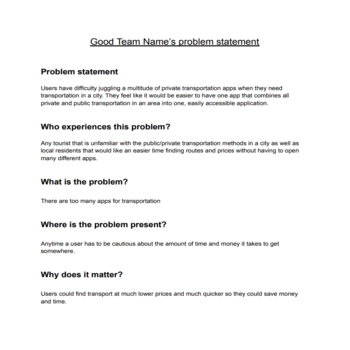 Good Team Name's problem statement
Problem statement
Users have difficulty juggling a multitude of private transportation apps when they need
transportation in a city. They feel like it would be easier to have one app that combines all
private and public transportation in an area into one, easily accessible application.
Who experiences this problem?
Any tourist that is unfamiliar with the public/private transportation methods in a city as well as
local residents that would like an easier time finding routes and prices without having to open
many different apps.
What is the problem?
There are too many apps for transportation
Where is the problem present?
Anytime a user has to be cautious about the amount of time and money it takes to get
somewhere.
Why does it matter?
Users could find transport at much lower prices and much quicker so they could save money
and time.